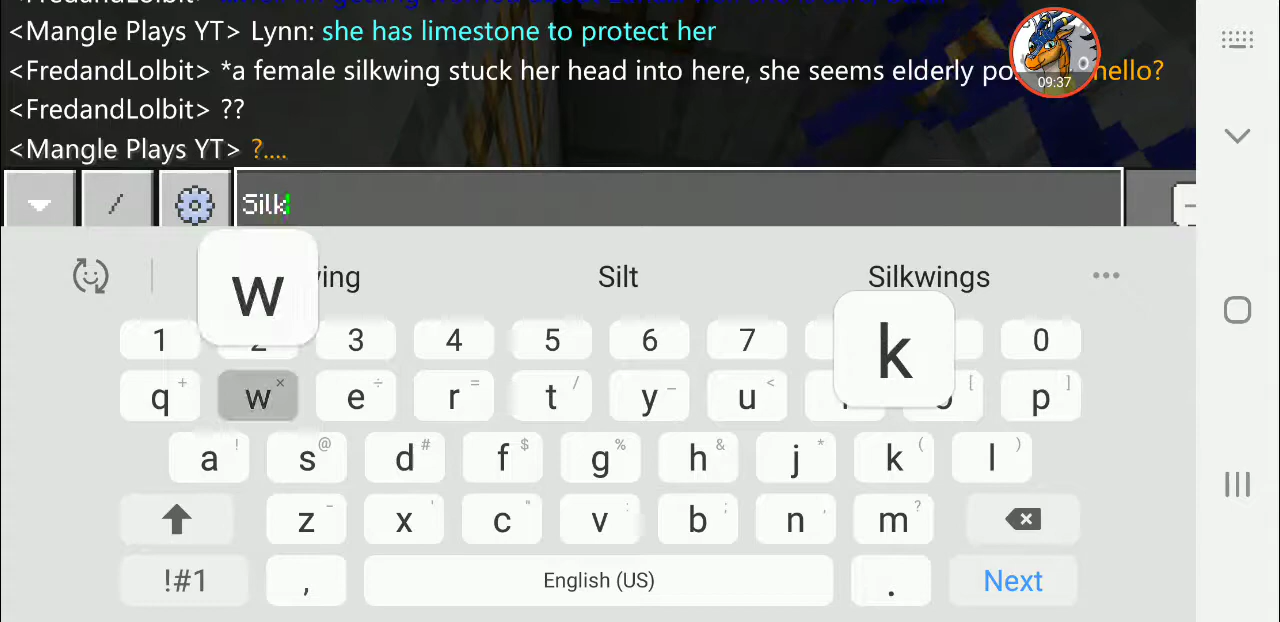 <Mangle Plays YT> Lynn: she has limestone to protect her
<FredandLolbit> *a female silkwing stuck her head into here, she seems elderly hello?
09:37
<FredandLolbit> ??
<Mangle Plays YT> ?....
/ Silk
w
Silt Silkwings •••
k
1 3 4 5 6 7 0
q + w × e ÷ r = t / y _ u < [ p ]
a ! s @ d # f $ g % h & j * k ( l )
z - x ' c " v : b ; n , m ?
!#1 , English (US) . Next